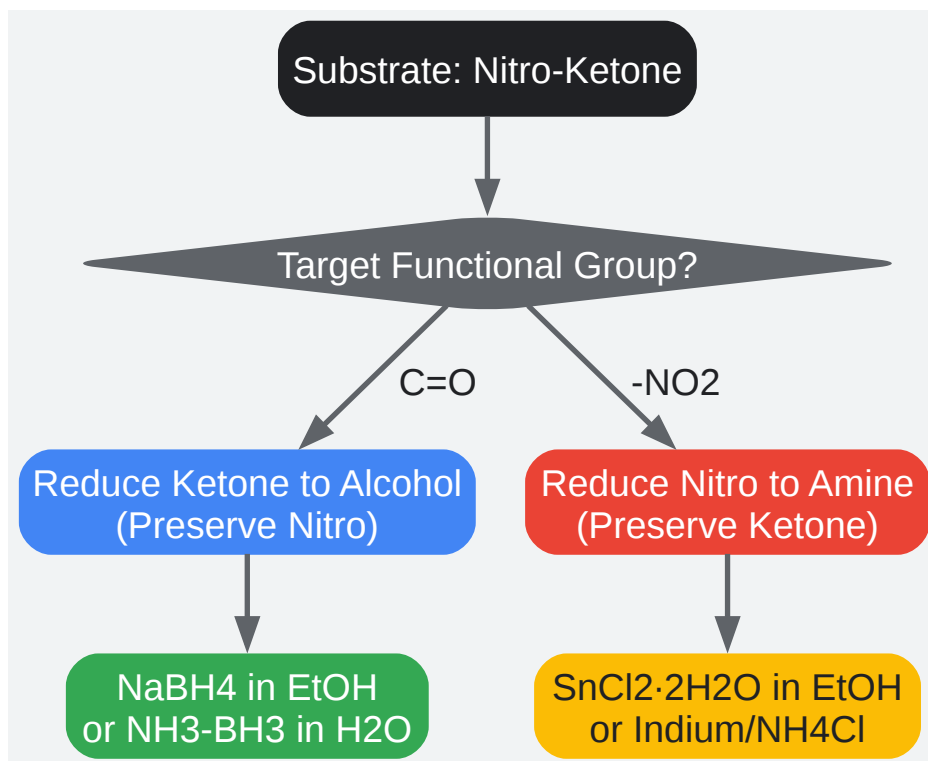 Substrate: Nitro-Ketone
Target Functional Group?
C=O
-NO2
Reduce Ketone to Alcohol
(Preserve Nitro)
Reduce Nitro to Amine
(Preserve Ketone)
NaBH4 in EtOH
or NH3-BH3 in H2O
SnCl2·2H2O in EtOH
or Indium/NH4Cl